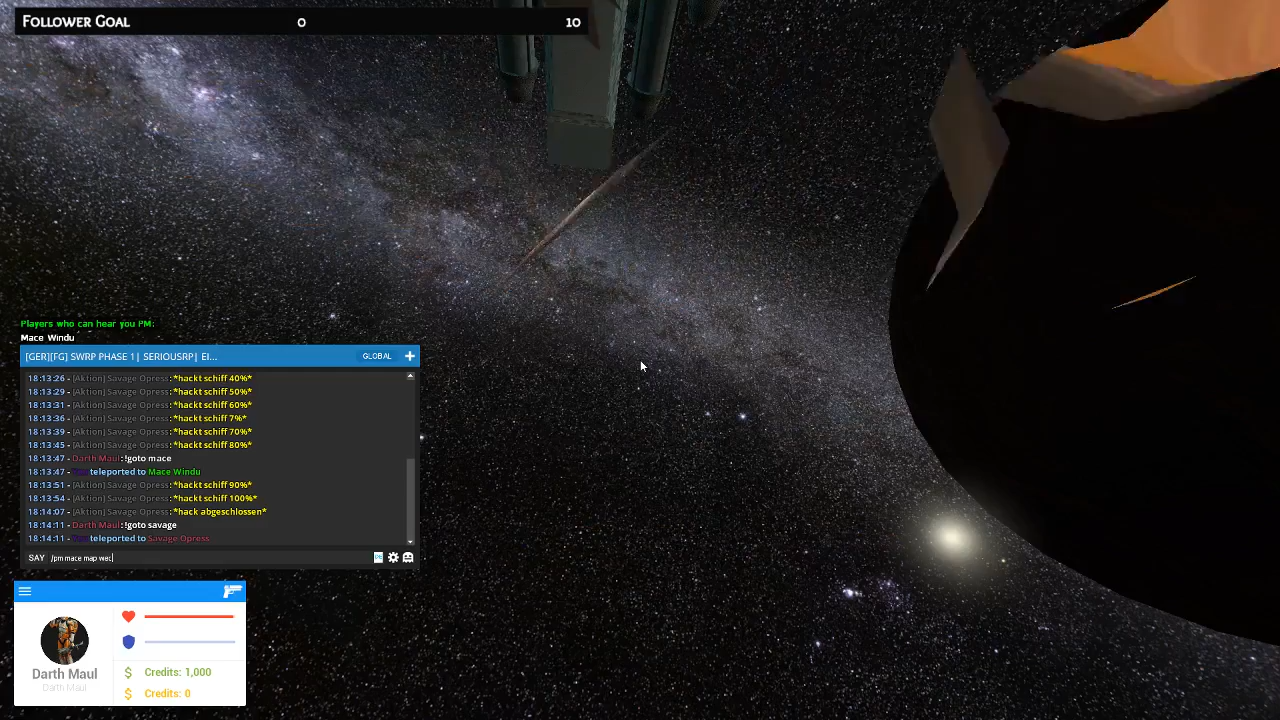 Follower Goal 0 10
Players who can hear you PM:
Mace Windu
[GER][FG] SWRP PHASE 1| SERIOUSRP| EI... GLOBAL
18:13:26 - [Aktion] Savage Opress: *hackt schiff 40%*
18:13:29 - [Aktion] Savage Opress: *hackt schiff 50%*
18:13:31 - [Aktion] Savage Opress: *hackt schiff 60%*
18:13:36 - [Aktion] Savage Opress: *hackt schiff 7%*
18:13:39 - [Aktion] Savage Opress: *hackt schiff 70%*
18:13:45 - [Aktion] Savage Opress: *hackt schiff 80%*
18:13:47 - Darth Maul: !goto mace
18:13:47 - You teleported to Mace Windu
18:13:51 - [Aktion] Savage Opress: *hackt schiff 90%*
18:13:54 - [Aktion] Savage Opress: *hackt schiff 100%*
18:14:07 - [Aktion] Savage Opress: *hack abgeschlossen*
18:14:11 - Darth Maul: !goto savage
18:14:11 - You teleported to Savage Opress
SAY /pm mace map wec
Darth Maul
Darth Maul
Credits: 1,000
Credits: 0